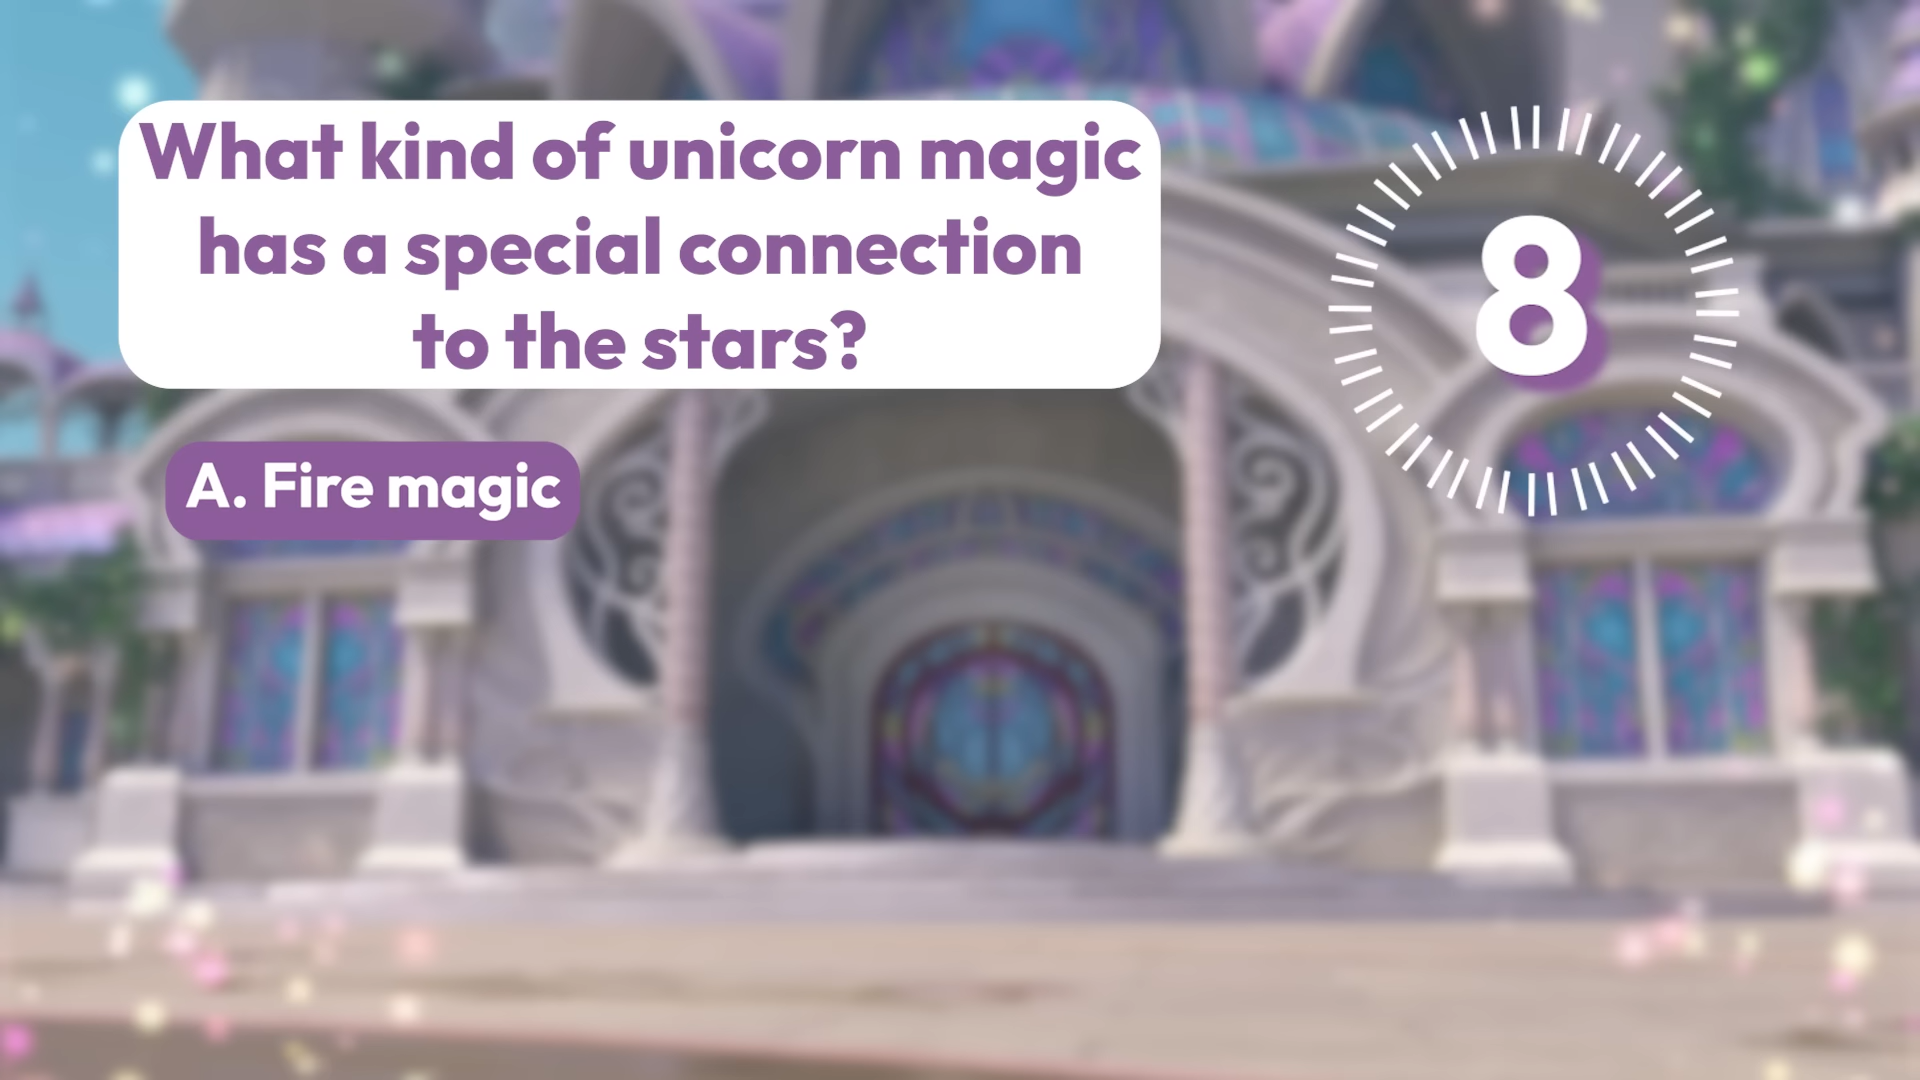 What kind of unicorn magic
has a special connection
to the stars?
8
A. Fire magic